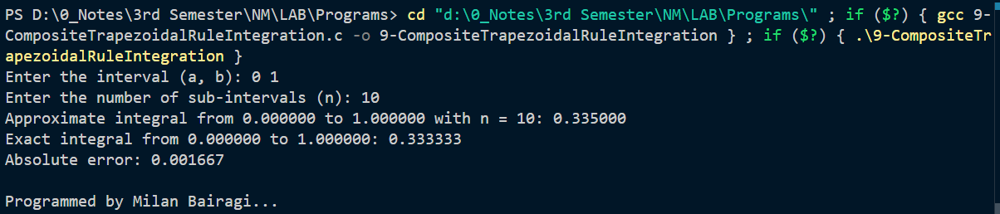 PS D:\0_Notes\3rd Semester\NM\LAB\Programs> cd "d:\0_Notes\3rd Semester\NM\LAB\Programs\" ; if ($?) { gcc 9-
CompositeTrapezoidalRuleIntegration.c -o 9-CompositeTrapezoidalRuleIntegration } ; if ($?) { .\9-CompositeTr
apezoidalRuleIntegration }
Enter the interval (a, b): 0 1
Enter the number of sub-intervals (n): 10
Approximate integral from 0.000000 to 1.000000 with n = 10: 0.335000
Exact integral from 0.000000 to 1.000000: 0.333333
Absolute error: 0.001667
Programmed by Milan Bairagi...